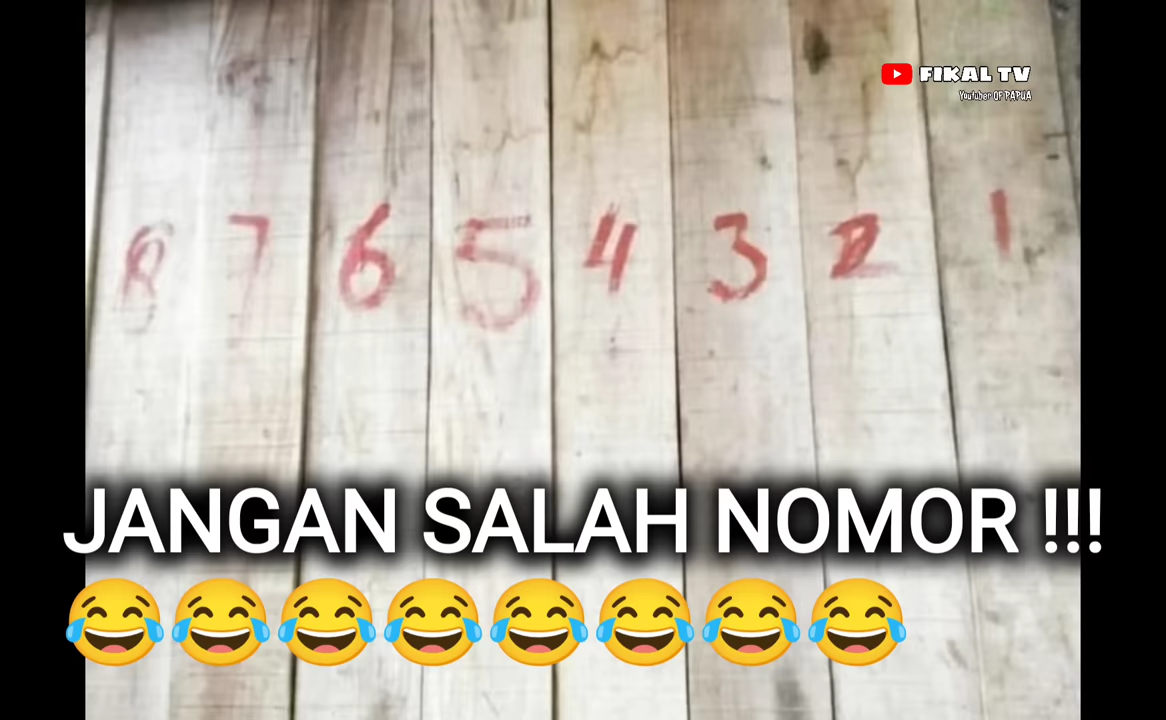 FIKAL TV
Youtuber OF PAPUA
8 7 6 5 4 3 2 1
JANGAN SALAH NOMOR !!!
😂😂😂😂😂😂😂😂